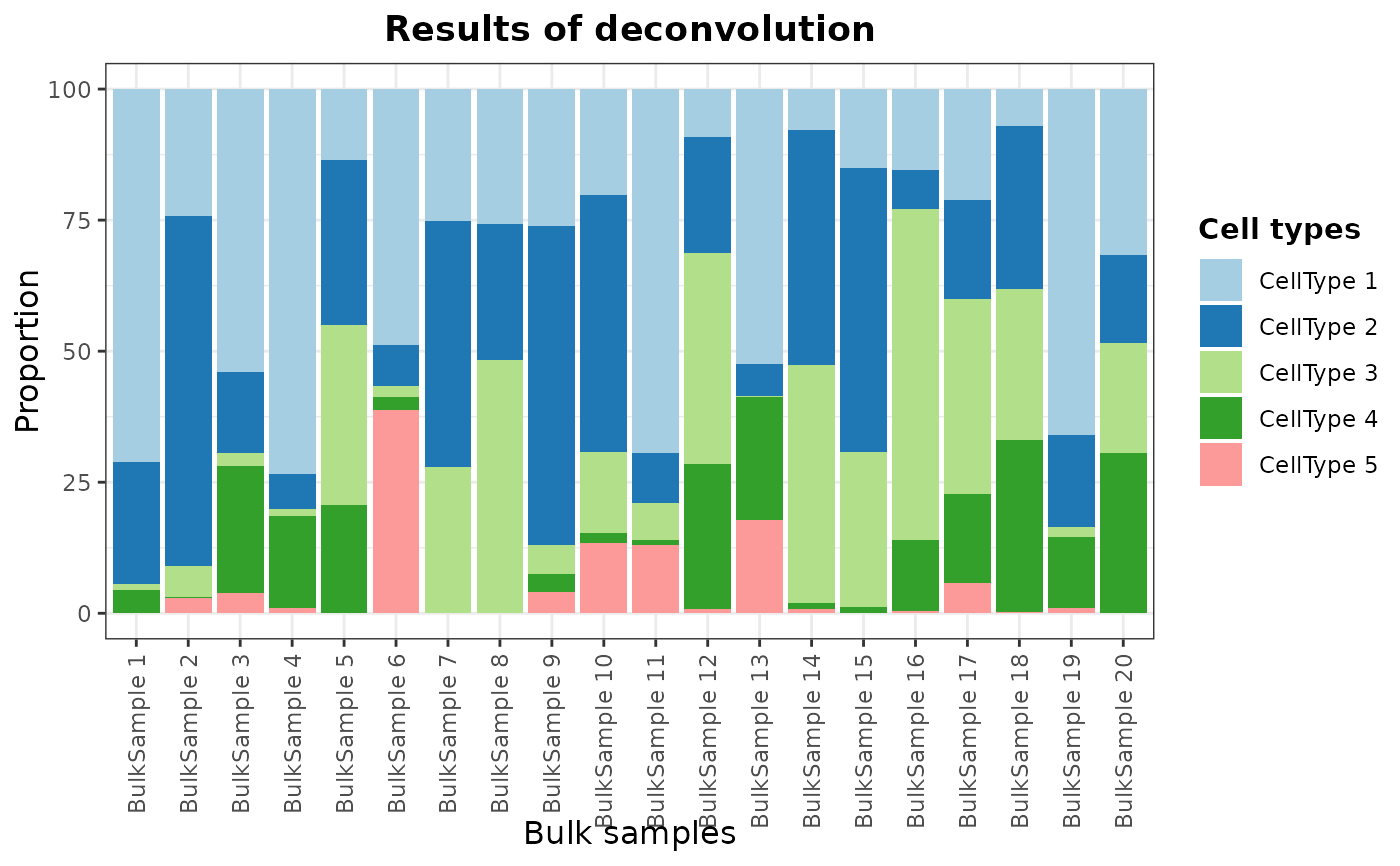 Results of deconvolution
Proportion
100
75
50
25
0
BulkSample 1
BulkSample 2
BulkSample 3
BulkSample 4
BulkSample 5
BulkSample 6
BulkSample 7
BulkSample 8
BulkSample 9
BulkSample 10
BulkSample 11
BulkSample 12
BulkSample 13
BulkSample 14
BulkSample 15
BulkSample 16
BulkSample 17
BulkSample 18
BulkSample 19
BulkSample 20
Bulk samples
Cell types
CellType 1
CellType 2
CellType 3
CellType 4
CellType 5